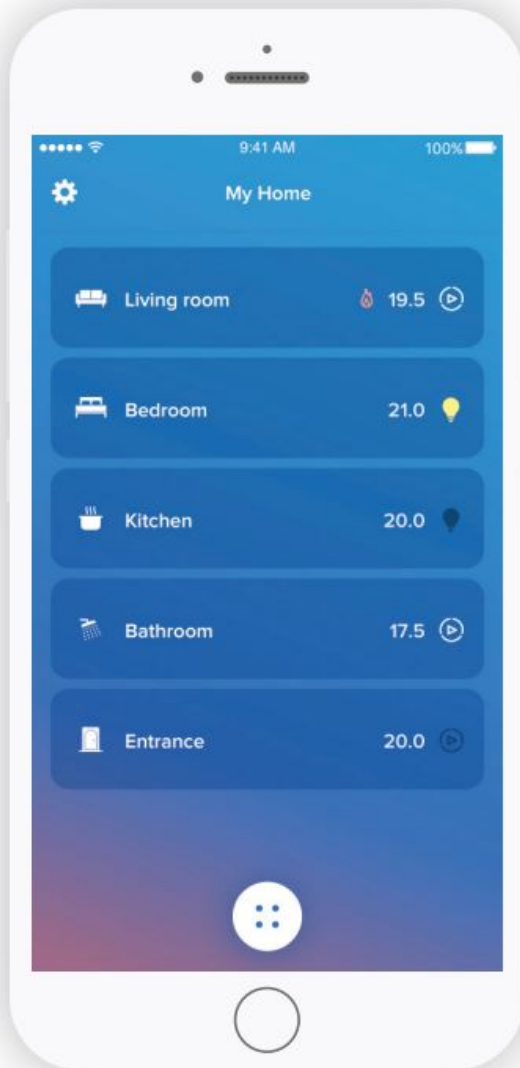 9:41 AM
100%
My Home
Living room
19.5
Bedroom
21.0
Kitchen
20.0
Bathroom
17.5
Entrance
20.0